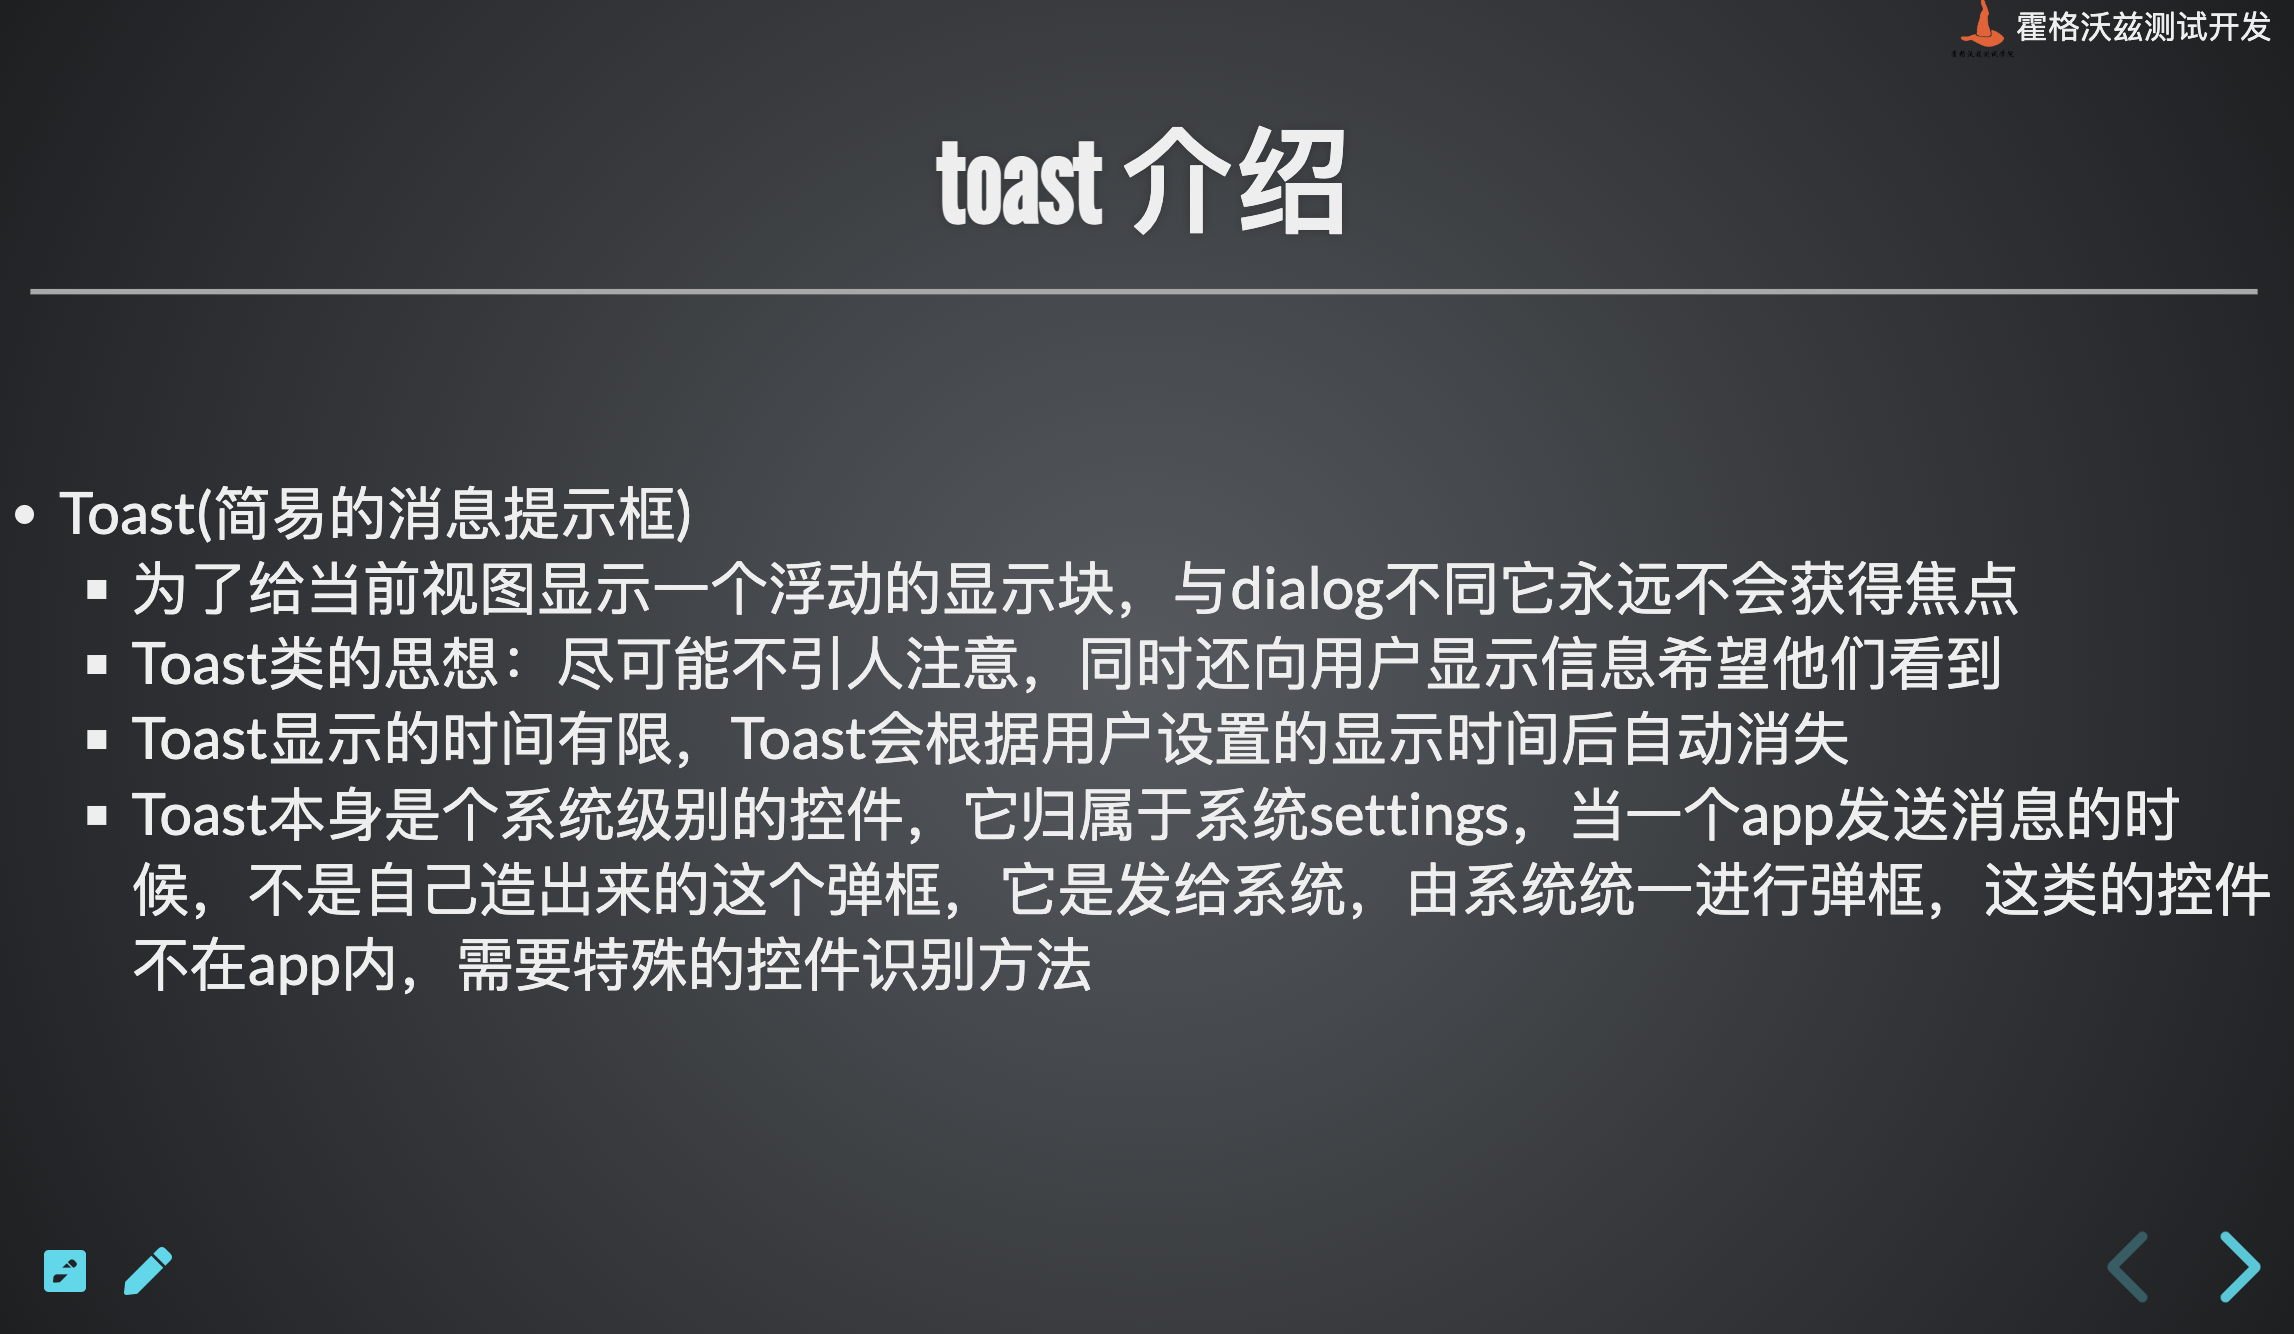 霍格沃兹测试开发
toast 介绍
Toast(简易的消息提示框)
为了给当前视图显示一个浮动的显示块，与dialog不同它永远不会获得焦点
Toast类的思想：尽可能不引人注意，同时还向用户显示信息希望他们看到
Toast显示的时间有限，Toast会根据用户设置的显示时间后自动消失
Toast本身是个系统级别的控件，它归属于系统settings，当一个app发送消息的时
候，不是自己造出来的这个弹框，它是发给系统，由系统统一进行弹框，这类的控件
不在app内，需要特殊的控件识别方法